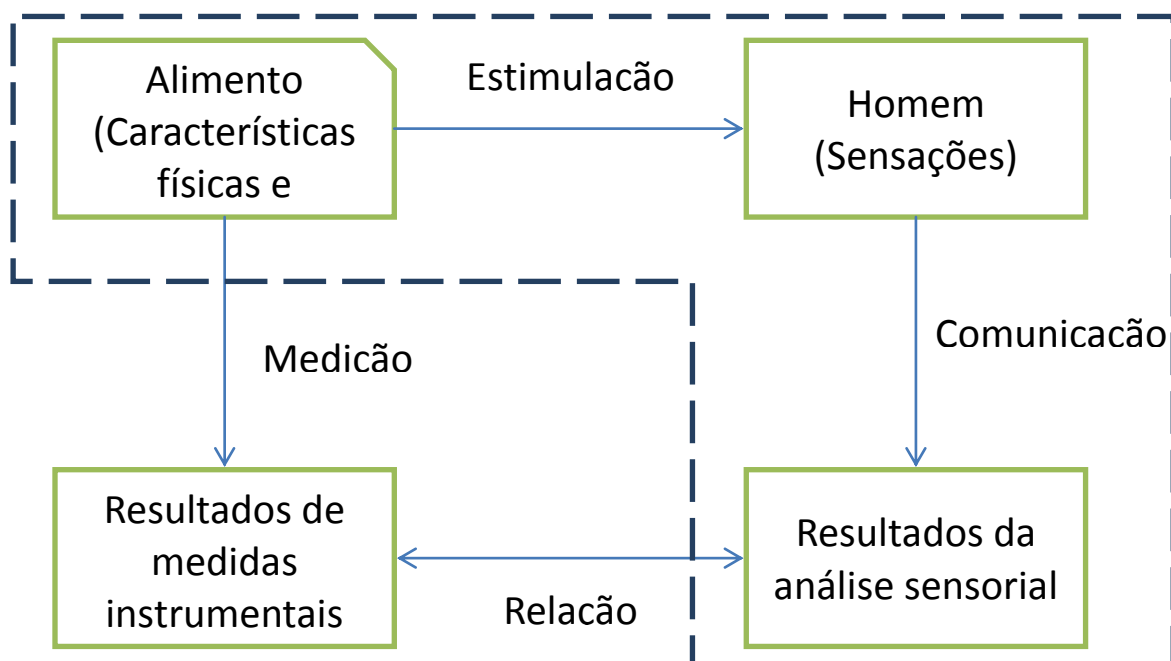 Alimento
(Características
físicas e
Estimulacão
Homem
(Sensações)
Medicão
Comunicacão
Resultados de
medidas
instrumentais
Relacão
Resultados da
análise sensorial